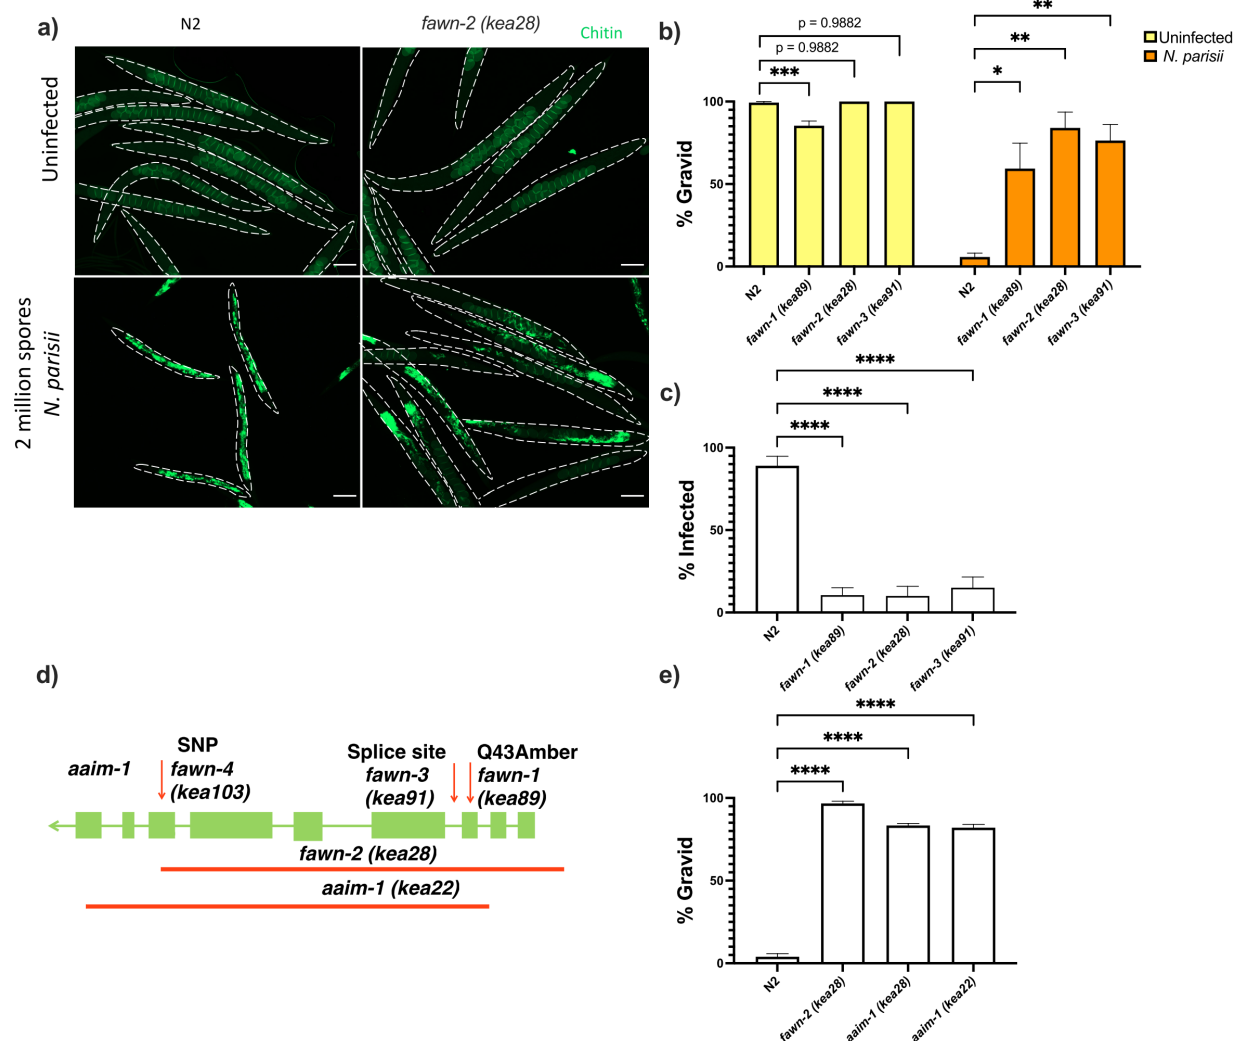 a)
N2
fawn-2 (kea28)
Chitin
Uninfected
2 million spores
N. parisii
b)
p = 0.9882
p = 0.9882
***
**
**
*
Uninfected
N. parisii
% Gravid
100
50
0
N2
fawn-1 (kea89)
fawn-2 (kea28)
fawn-3 (kea91)
N2
fawn-1 (kea89)
fawn-2 (kea28)
fawn-3 (kea91)
c)
****
****
****
% Infected
100
50
0
N2
fawn-1 (kea89)
fawn-2 (kea28)
fawn-3 (kea91)
d)
aaim-1
SNP
fawn-4
(kea103)
Splice site
fawn-3
(kea91)
Q43Amber
fawn-1
(kea89)
fawn-2 (kea28)
aaim-1 (kea22)
e)
****
****
****
% Gravid
100
50
0
N2
fawn-2 (kea28)
aaim-1 (kea28)
aaim-1 (kea22)